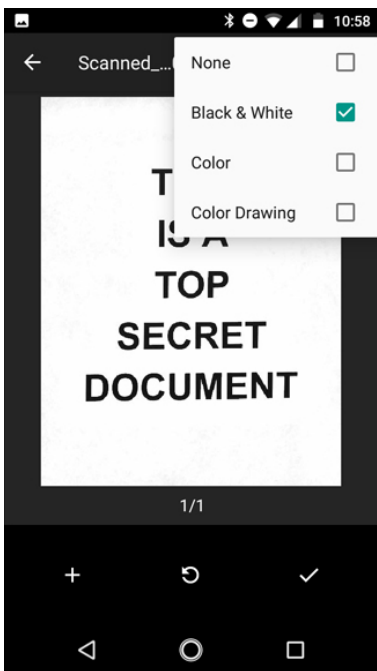 10:58
Scanned_...
None
Black & White
Color
Color Drawing
T
IS A
TOP
SECRET
DOCUMENT
1/1